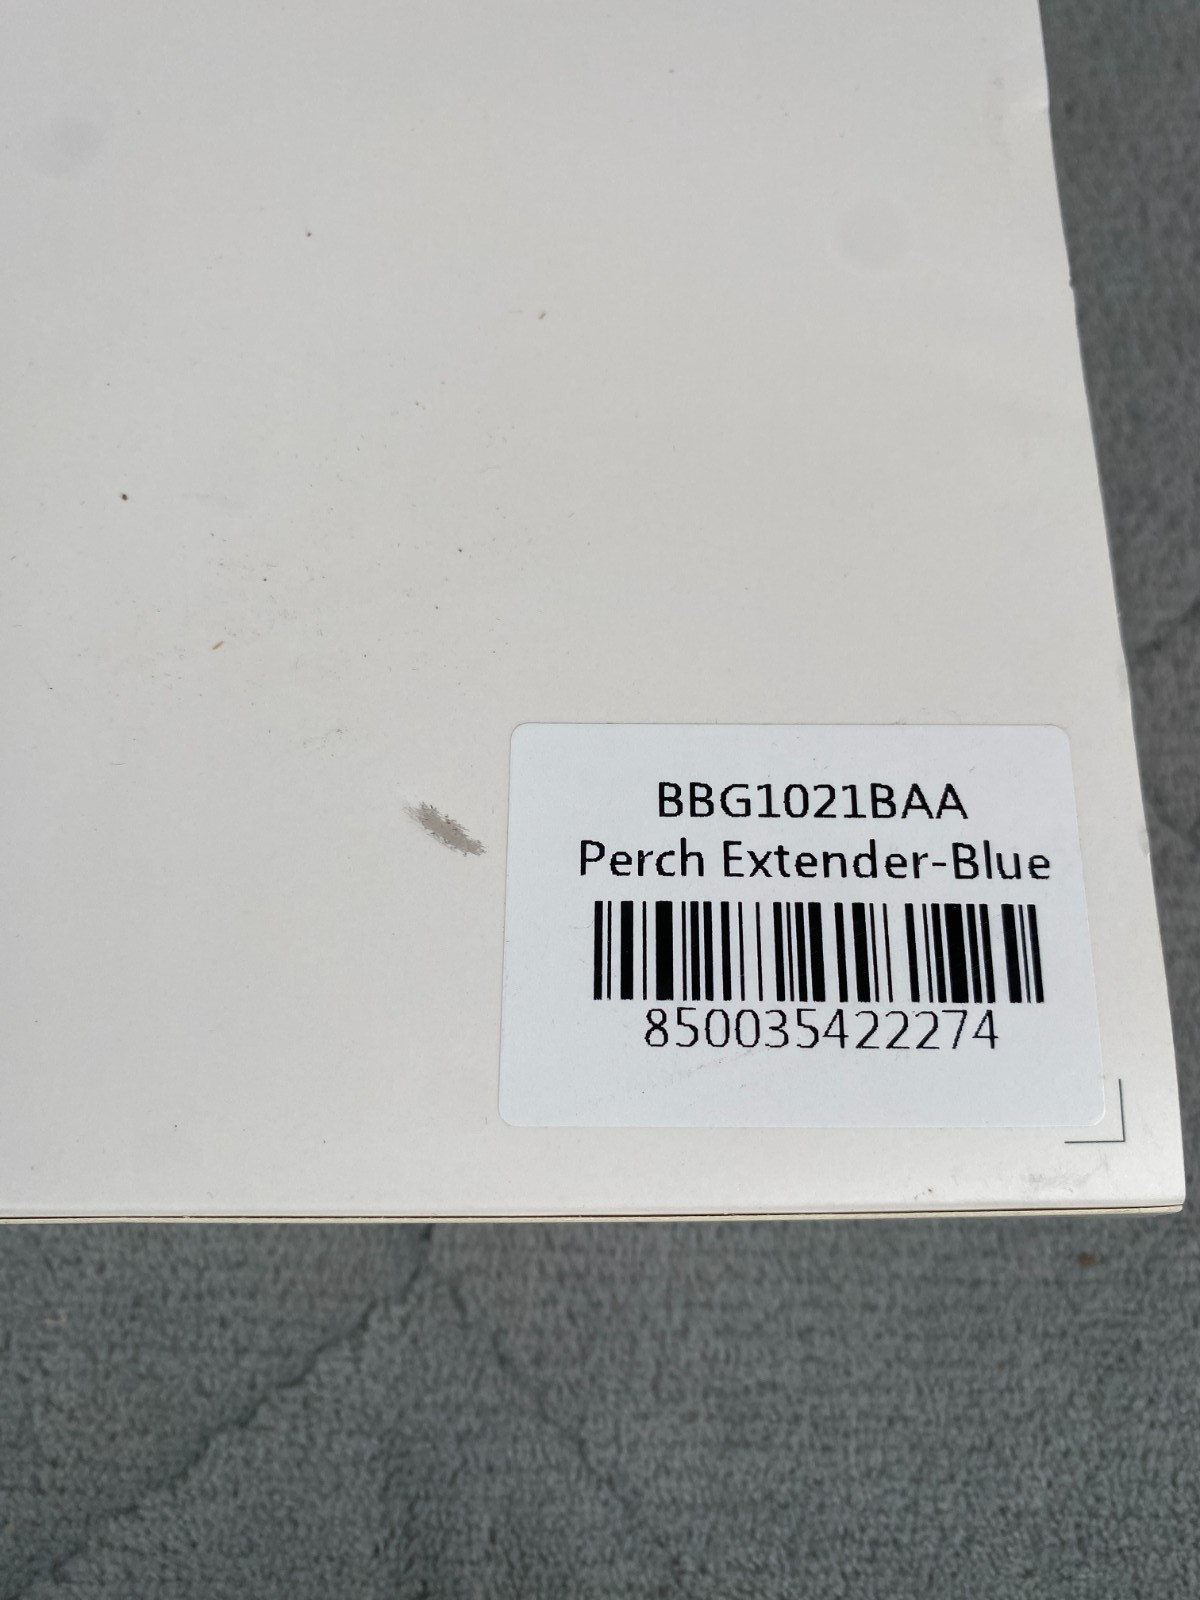 BBG1021BAA
Perch Extender-Blue
850035422274